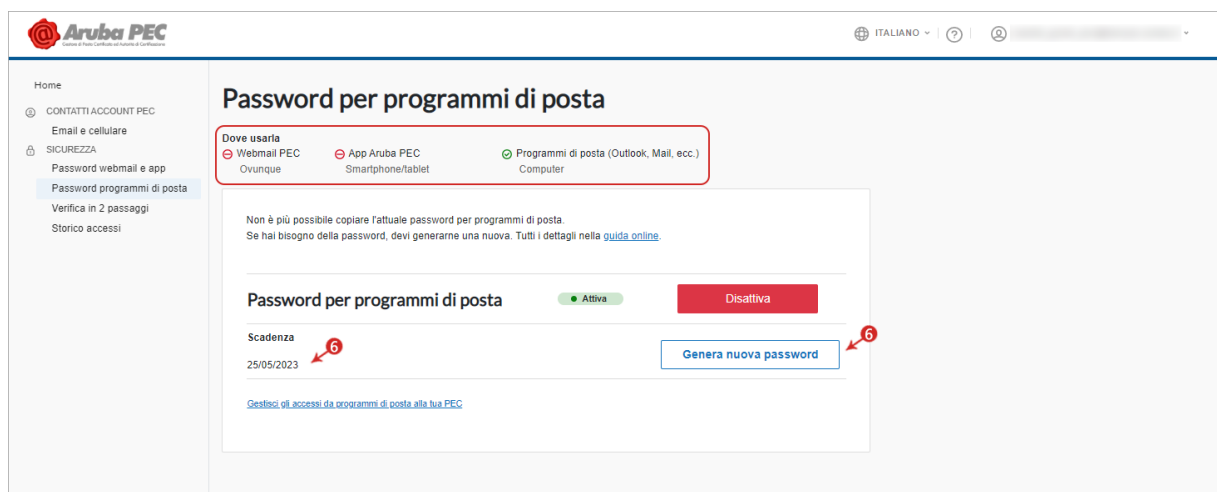 Aruba PEC
ITALIANO
Home
CONTATTI ACCOUNT PEC
Email e cellulare
SICUREZZA
Password webmail e app
Password programmi di posta
Verifica in 2 passaggi
Storico accessi
Password per programmi di posta
Dove usarla
Webmail PEC App Aruba PEC Programmi di posta (Outlook, Mail, ecc.)
Ovunque Smartphone/tablet Computer
Non è più possibile copiare l'attuale password per programmi di posta.
Se hai bisogno della password, devi generarne una nuova. Tutti i dettagli nella guida online.
Password per programmi di posta Attiva Disattiva
Scadenza
6
25/05/2023
6
Genera nuova password
Gestisci gli accessi da programmi di posta alla tua PEC